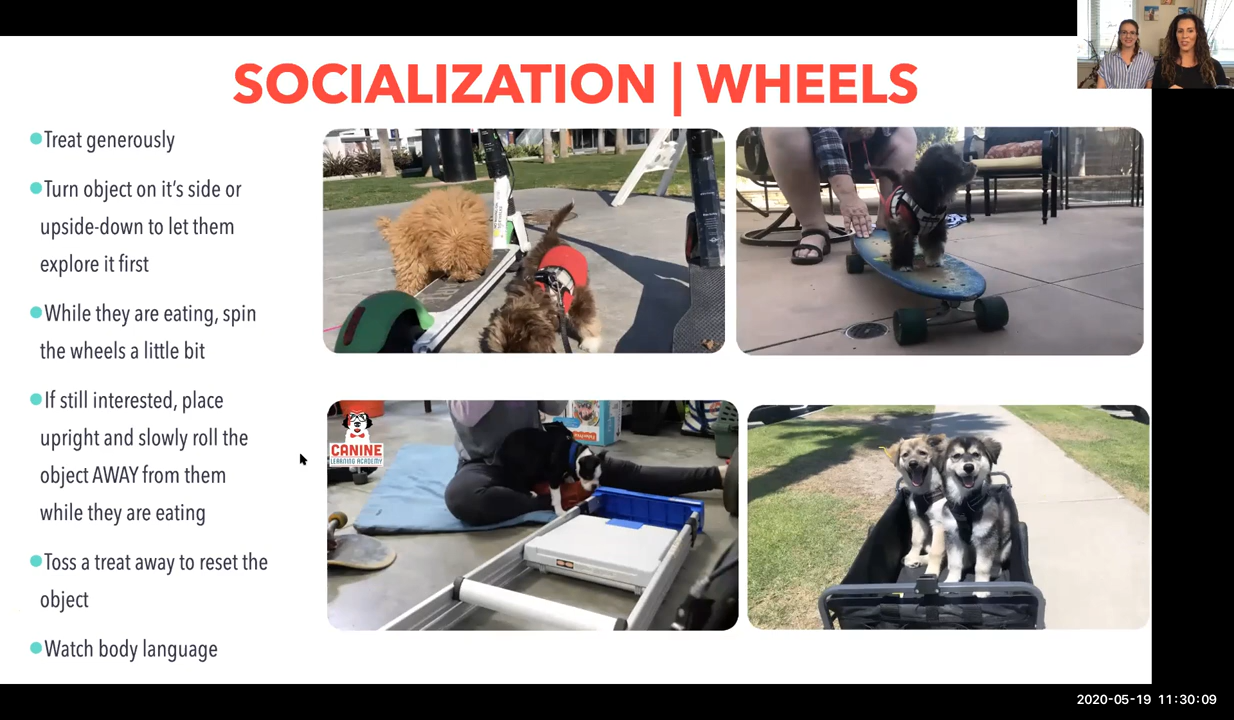 SOCIALIZATION | WHEELS
Treat generously
Turn object on it's side or
upside-down to let them
explore it first
While they are eating, spin
the wheels a little bit
If still interested, place
upright and slowly roll the
object AWAY from them
while they are eating
Toss a treat away to reset the
object
Watch body language
CANINE
LEARNING ACADEMY
2020-05-19 11:30:09